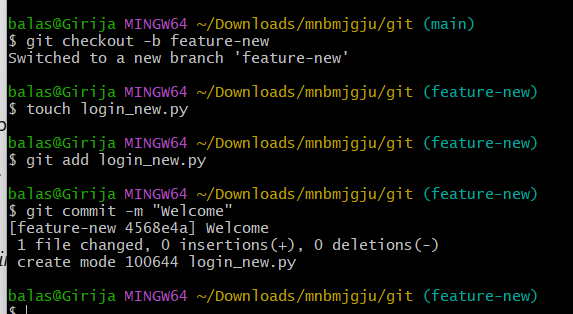 balas@Girija MINGW64 ~/Downloads/mnbmjgju/git (main)
$ git checkout -b feature-new
Switched to a new branch 'feature-new'
balas@Girija MINGW64 ~/Downloads/mnbmjgju/git (feature-new)
$ touch login_new.py
balas@Girija MINGW64 ~/Downloads/mnbmjgju/git (feature-new)
$ git add login_new.py
balas@Girija MINGW64 ~/Downloads/mnbmjgju/git (feature-new)
$ git commit -m "Welcome"
[feature-new 4568e4a] Welcome
 1 file changed, 0 insertions(+), 0 deletions(-)
 create mode 100644 login_new.py
balas@Girija MINGW64 ~/Downloads/mnbmjgju/git (feature-new)
$